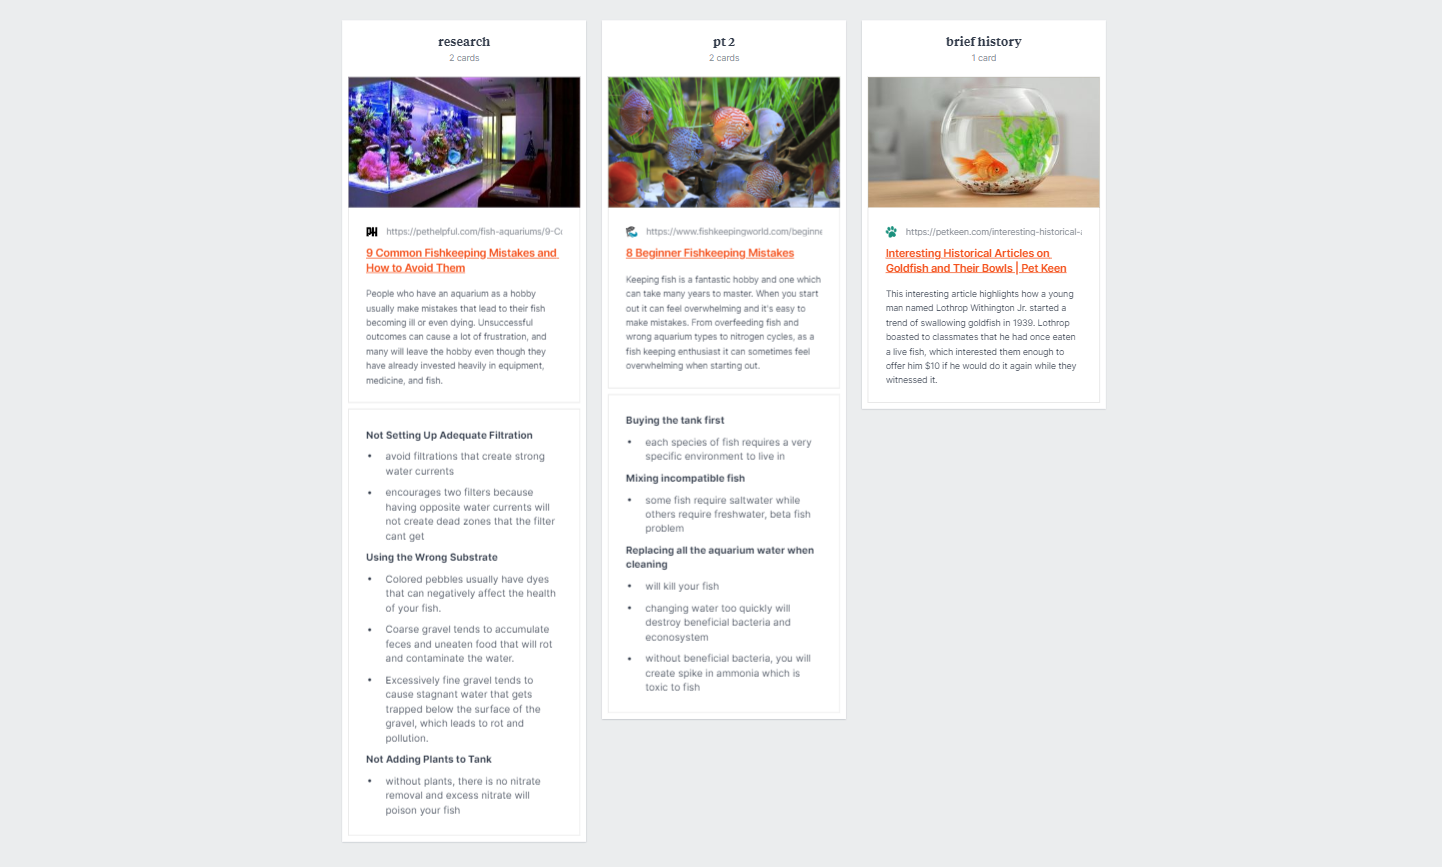 research
2 cards
PH https://pethelpful.com/fish-aquariums/9-Co
9 Common Fishkeeping Mistakes and
How to Avoid Them
People who have an aquarium as a hobby
usually make mistakes that lead to their fish
becoming ill or even dying. Unsuccessful
outcomes can cause a lot of frustration, and
many will leave the hobby even though they
have already invested heavily in equipment,
medicine, and fish.
Not Setting Up Adequate Filtration
• avoid filtrations that create strong
water currents
• encourages two filters because
having opposite water currents will
not create dead zones that the filter
cant get
Using the Wrong Substrate
• Colored pebbles usually have dyes
that can negatively affect the health
of your fish.
• Coarse gravel tends to accumulate
feces and uneaten food that will rot
and contaminate the water.
• Excessively fine gravel tends to
cause stagnant water that gets
trapped below the surface of the
gravel, which leads to rot and
pollution.
Not Adding Plants to Tank
• without plants, there is no nitrate
removal and excess nitrate will
poison your fish
pt 2
2 cards
https://www.fishkeepingworld.com/beginne
8 Beginner Fishkeeping Mistakes
Keeping fish is a fantastic hobby and one which
can take many years to master. When you start
out it can feel overwhelming and it's easy to
make mistakes. From overfeeding fish and
wrong aquarium types to nitrogen cycles, as a
fish keeping enthusiast it can sometimes feel
overwhelming when starting out.
Buying the tank first
• each species of fish requires a very
specific environment to live in
Mixing incompatible fish
• some fish require saltwater while
others require freshwater, beta fish
problem
Replacing all the aquarium water when
cleaning
• will kill your fish
• changing water too quickly will
destroy beneficial bacteria and
econosystem
• without beneficial bacteria, you will
create spike in ammonia which is
toxic to fish
brief history
1 card
https://petkeen.com/interesting-historical-a
Interesting Historical Articles on
Goldfish and Their Bowls | Pet Keen
This interesting article highlights how a young
man named Lothrop Withington Jr. started a
trend of swallowing goldfish in 1939. Lothrop
boasted to classmates that he had once eaten
a live fish, which interested them enough to
offer him $10 if he would do it again while they
witnessed it.